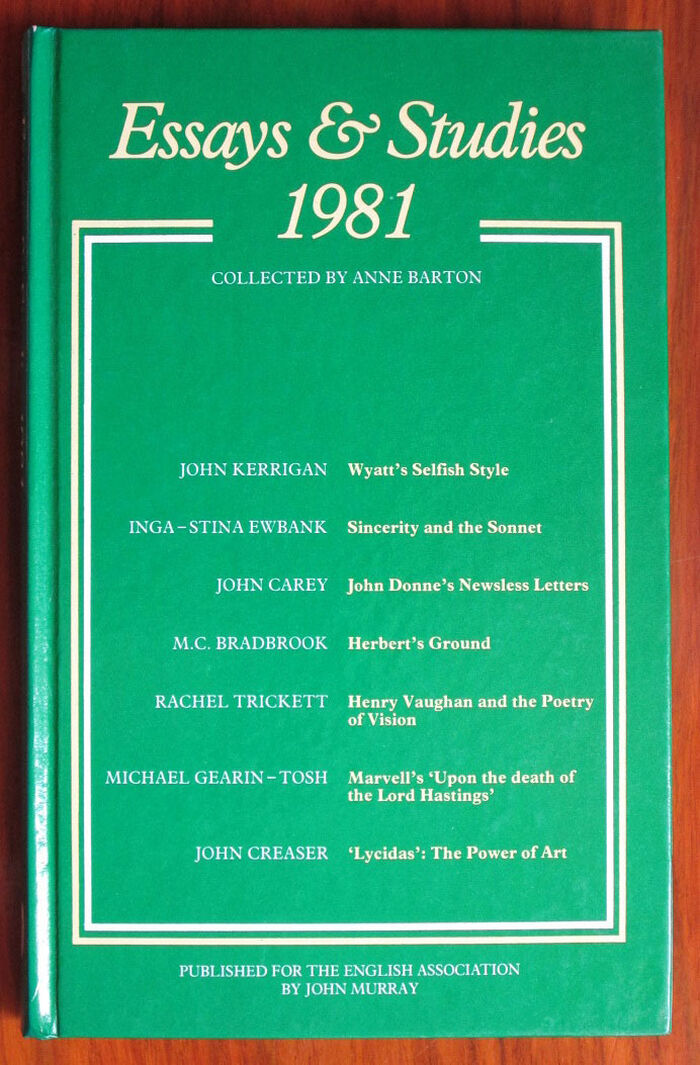 Essays & Studies
1981
COLLECTED BY ANNE BARTON
JOHN KERRIGAN Wyatt's Selfish Style
INGA–STINA EWBANK Sincerity and the Sonnet
JOHN CAREY John Donne's Newsless Letters
M.C. BRADBROOK Herbert's Ground
RACHEL TRICKETT Henry Vaughan and the Poetry
of Vision
MICHAEL GEARIN–TOSH Marvell's ‘Upon the death of
the Lord Hastings’
JOHN CREASER ‘Lycidas’: The Power of Art
PUBLISHED FOR THE ENGLISH ASSOCIATION
BY JOHN MURRAY